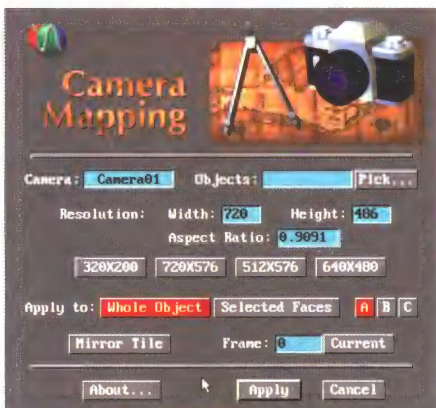 Camera
Mapping
Camera: Camera01 Objects: Pick...
Resolution: Width: 720 Height: 486
Aspect Ratio: 0.9091
320X200 720X576 512X576 640X480
Apply to: Whole Object Selected Faces A B C
Mirror Tile Frame: 0 Current
About... Apply Cancel